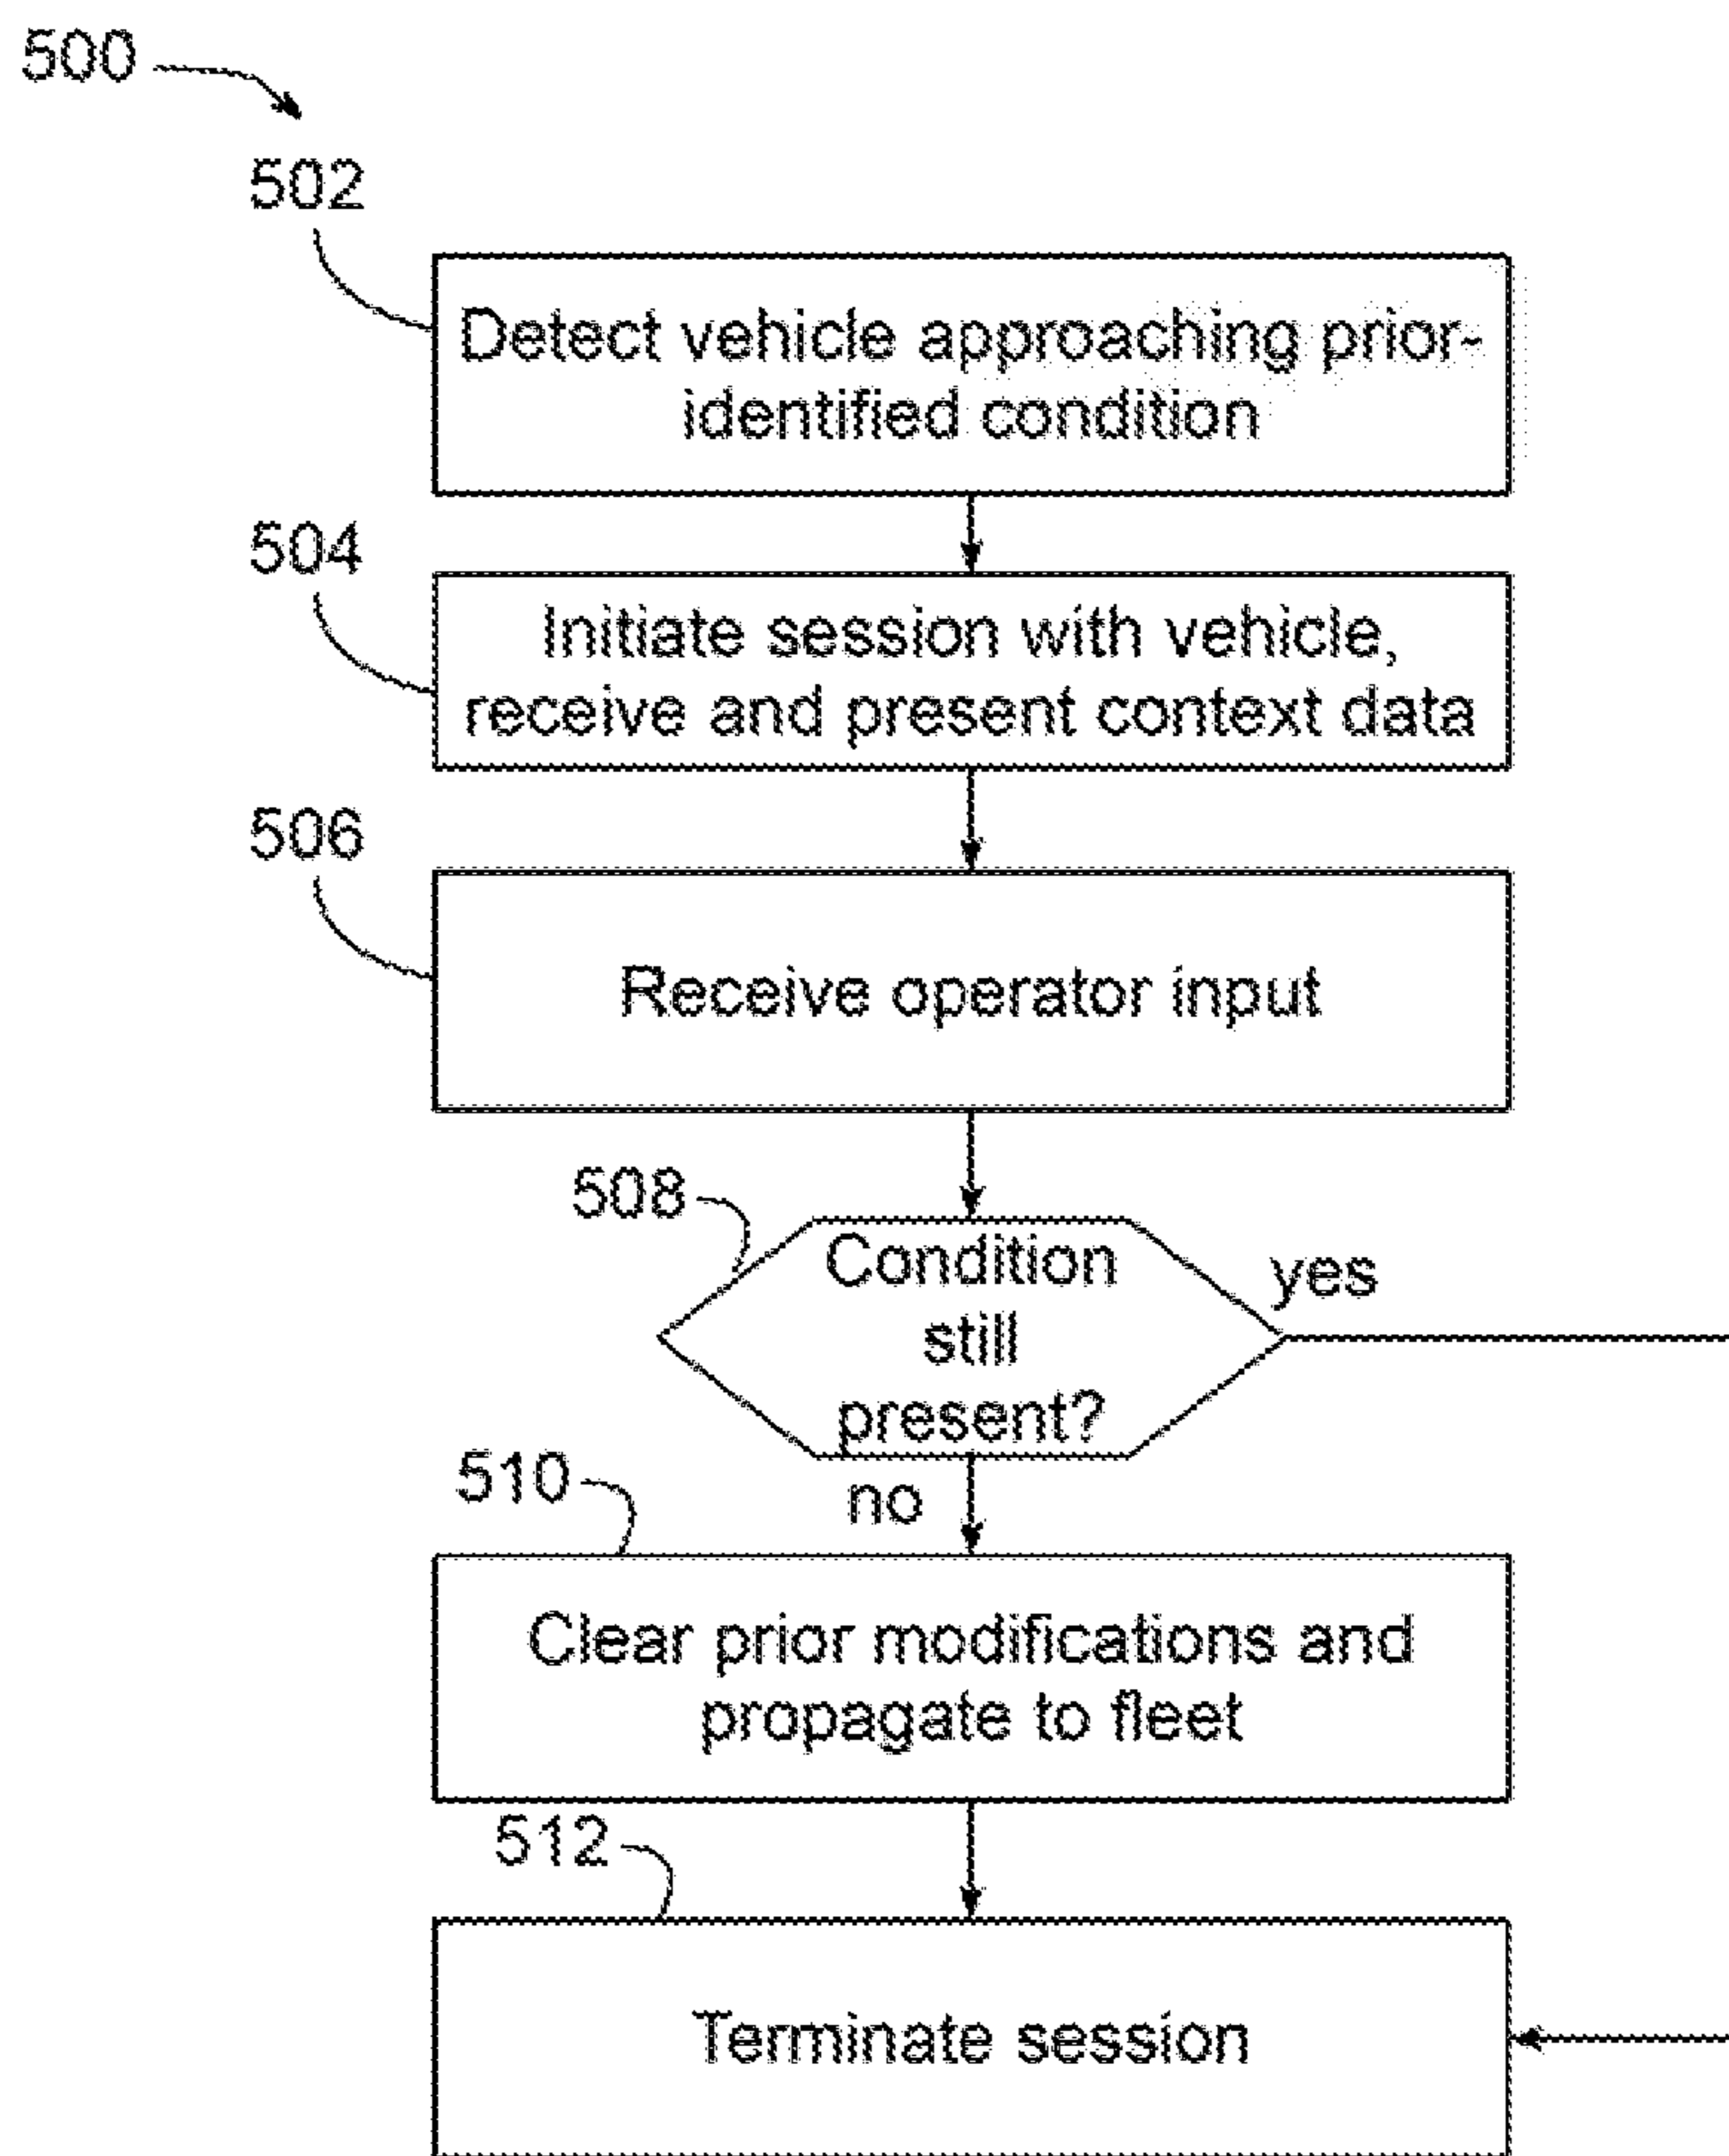 500
502
Detect vehicle approaching prior-
identified condition
504
Initiate session with vehicle,
receive and present context data
506
Receive operator input
508
Condition
still
present?
yes
no
510
Clear prior modifications and
propagate to fleet
512
Terminate session